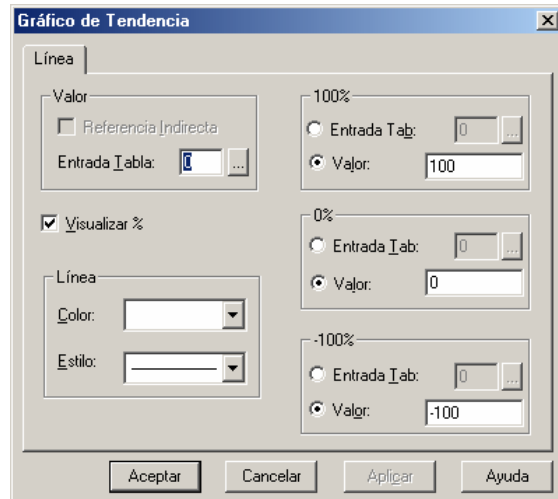 Gráfico de Tendencia
Línea
Valor
Referencia Indirecta
Entrada Tabla: 0 ...
Visualizar %
Línea
Color:
Estilo:
100%
Entrada Tab: 0 ...
Valor: 100
0%
Entrada Tab: 0 ...
Valor: 0
-100%
Entrada Tab: 0 ...
Valor: -100
Aceptar Cancelar Aplicar Ayuda